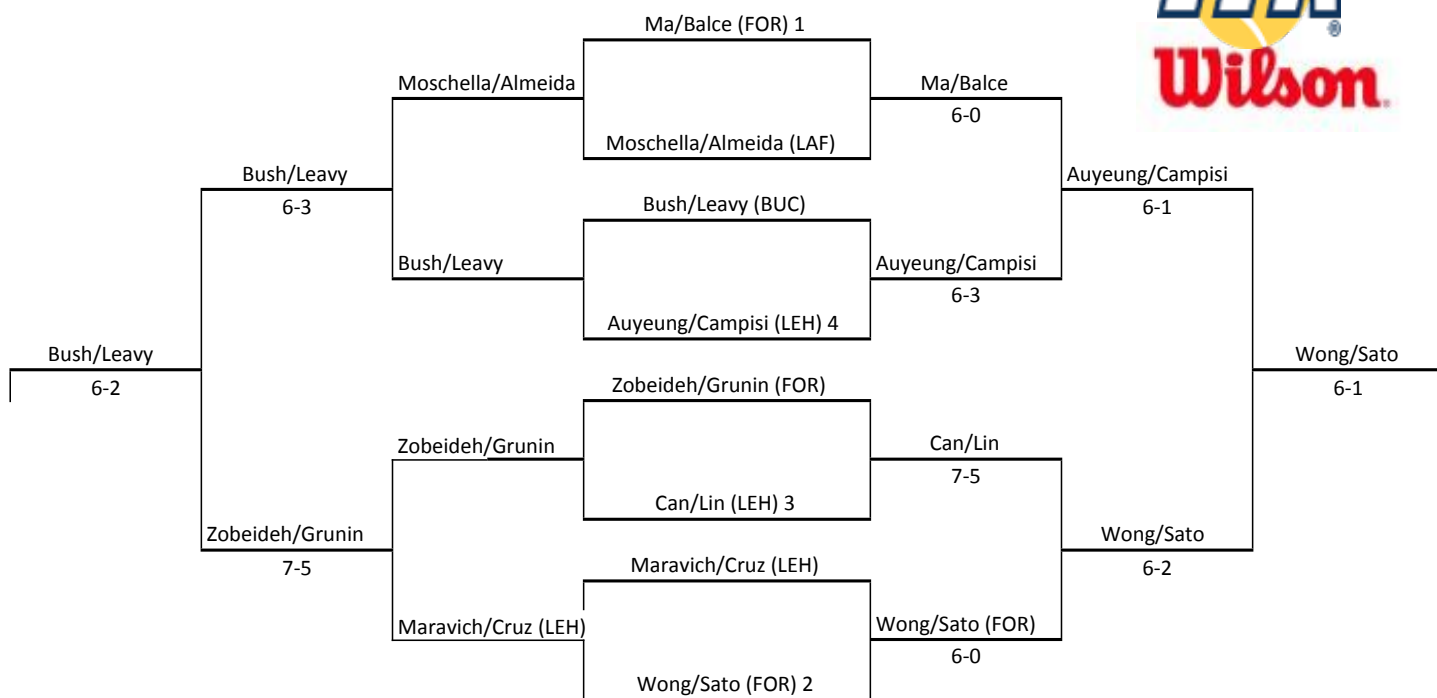 Ma/Balce (FOR) 1
®
Wilson.
Moschella/Almeida
Ma/Balce
6-0
Moschella/Almeida (LAF)
Bush/Leavy
6-3
Auyeung/Campisi
6-1
Bush/Leavy (BUC)
Bush/Leavy
Auyeung/Campisi
6-3
Auyeung/Campisi (LEH) 4
Bush/Leavy
6-2
Wong/Sato
6-1
Zobeideh/Grunin (FOR)
Zobeideh/Grunin
Can/Lin
7-5
Can/Lin (LEH) 3
Zobeideh/Grunin
7-5
Wong/Sato
6-2
Maravich/Cruz (LEH)
Maravich/Cruz (LEH)
Wong/Sato (FOR)
6-0
Wong/Sato (FOR) 2